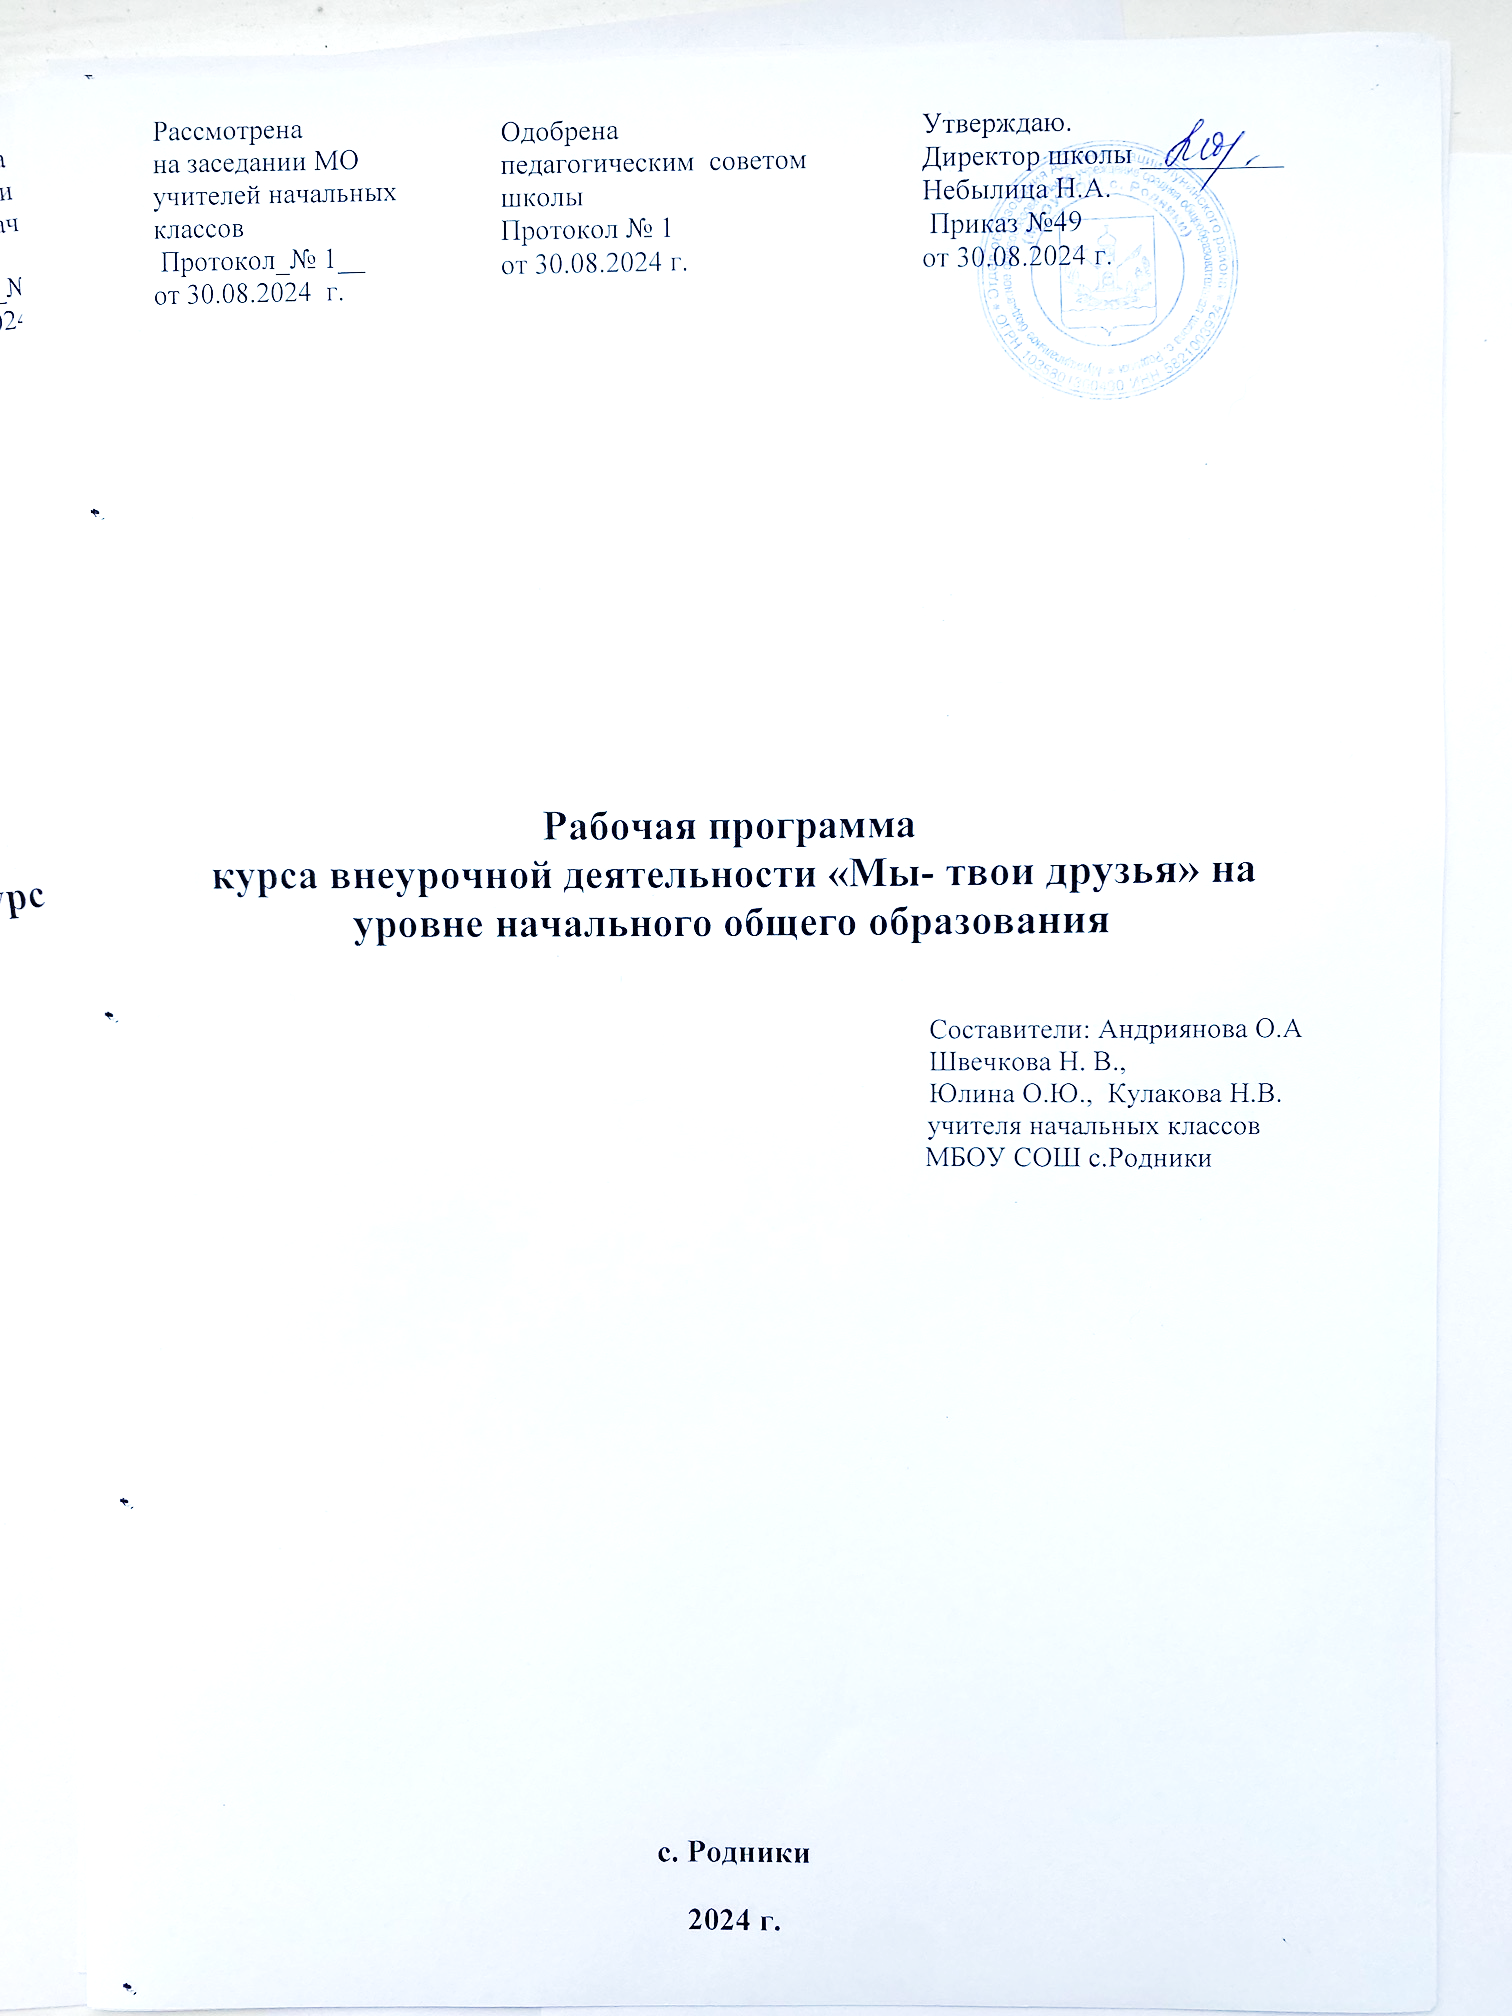 Рассмотрена
на заседании МО
учителей начальных
классов
Протокол_№ 1__
от 30.08.2024 г.
Одобрена
педагогическим советом
школы
Протокол № 1
от 30.08.2024 г.
Утверждаю.
Директор школы __________
Небылица Н.А.
Приказ №49
от 30.08.2024 г.
Рабочая программа
курса внеурочной деятельности «Мы- твои друзья» на
уровне начального общего образования
Составители: Андриянова О.А
Швечкова Н. В.,
Юлина О.Ю., Кулакова Н.В.
учителя начальных классов
МБОУ СОШ с.Родники
с. Родники
2024 г.